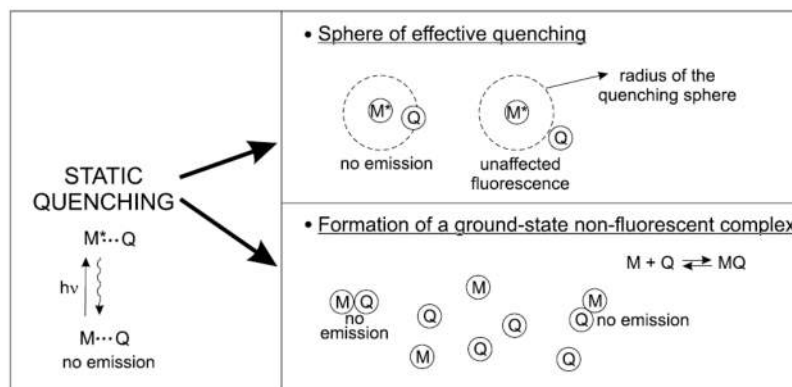 STATIC
QUENCHING
M*···Q
hν
M···Q
no emission
• Sphere of effective quenching
M* Q
no emission
M*
Q
unaffected
fluorescence
radius of the
quenching sphere
• Formation of a ground-state non-fluorescent complex
M + Q ⇌ MQ
M Q
no
emission
Q
M
M
Q
Q
Q
M
Q no emission
Q